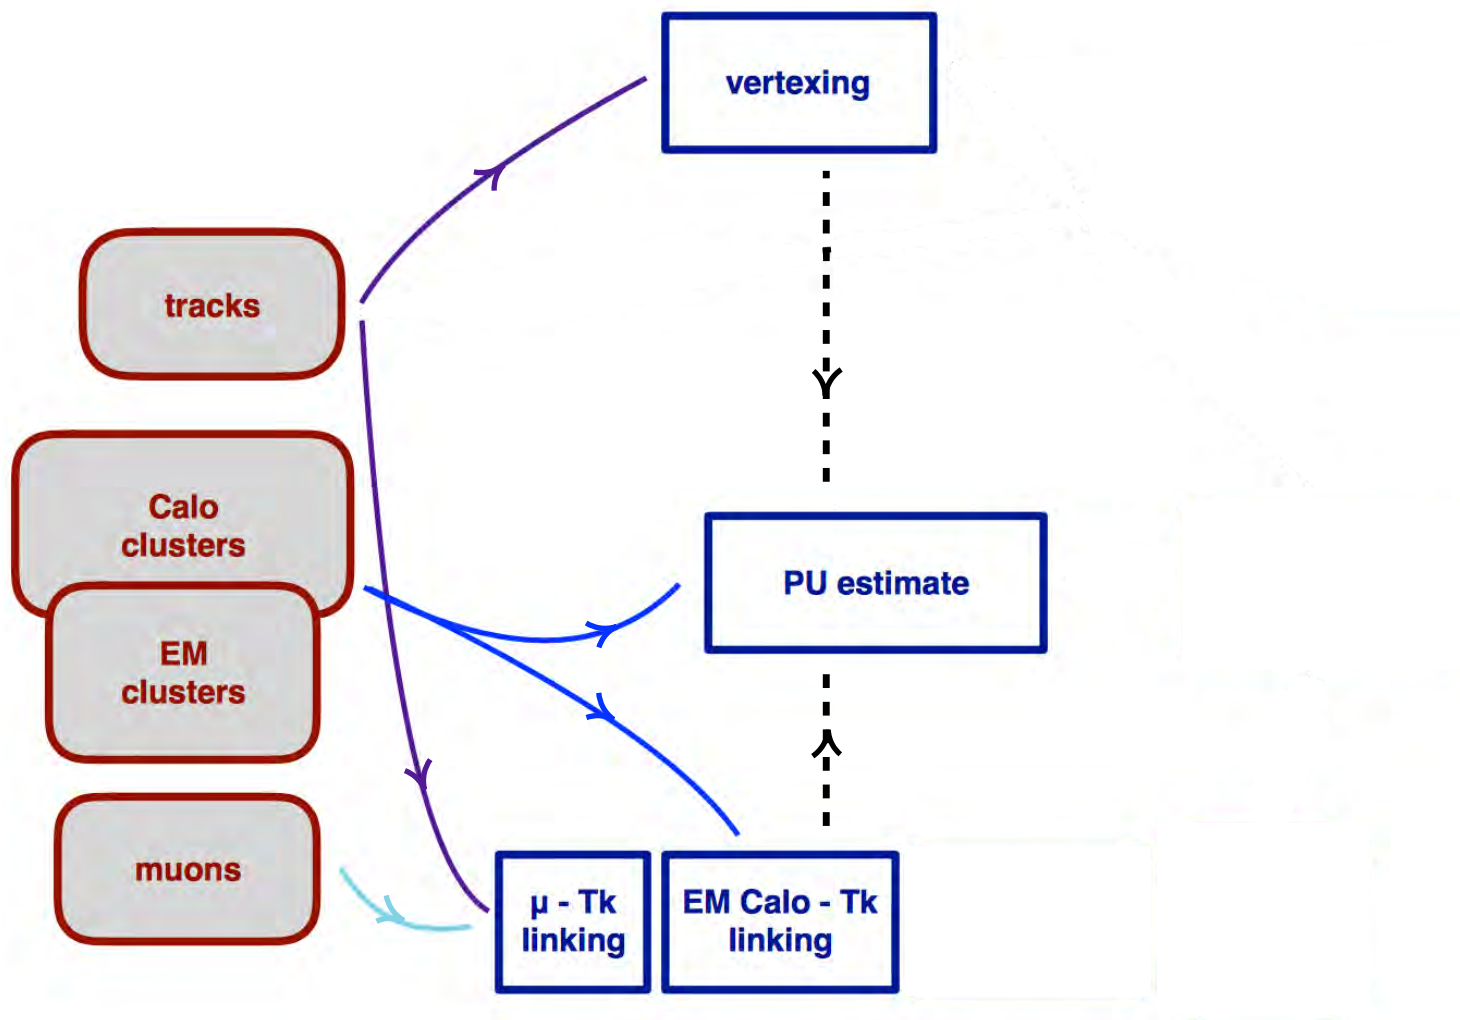 vertexing
tracks
Calo
clusters
PU estimate
EM
clusters
muons
µ - Tk
linking
EM Calo - Tk
linking